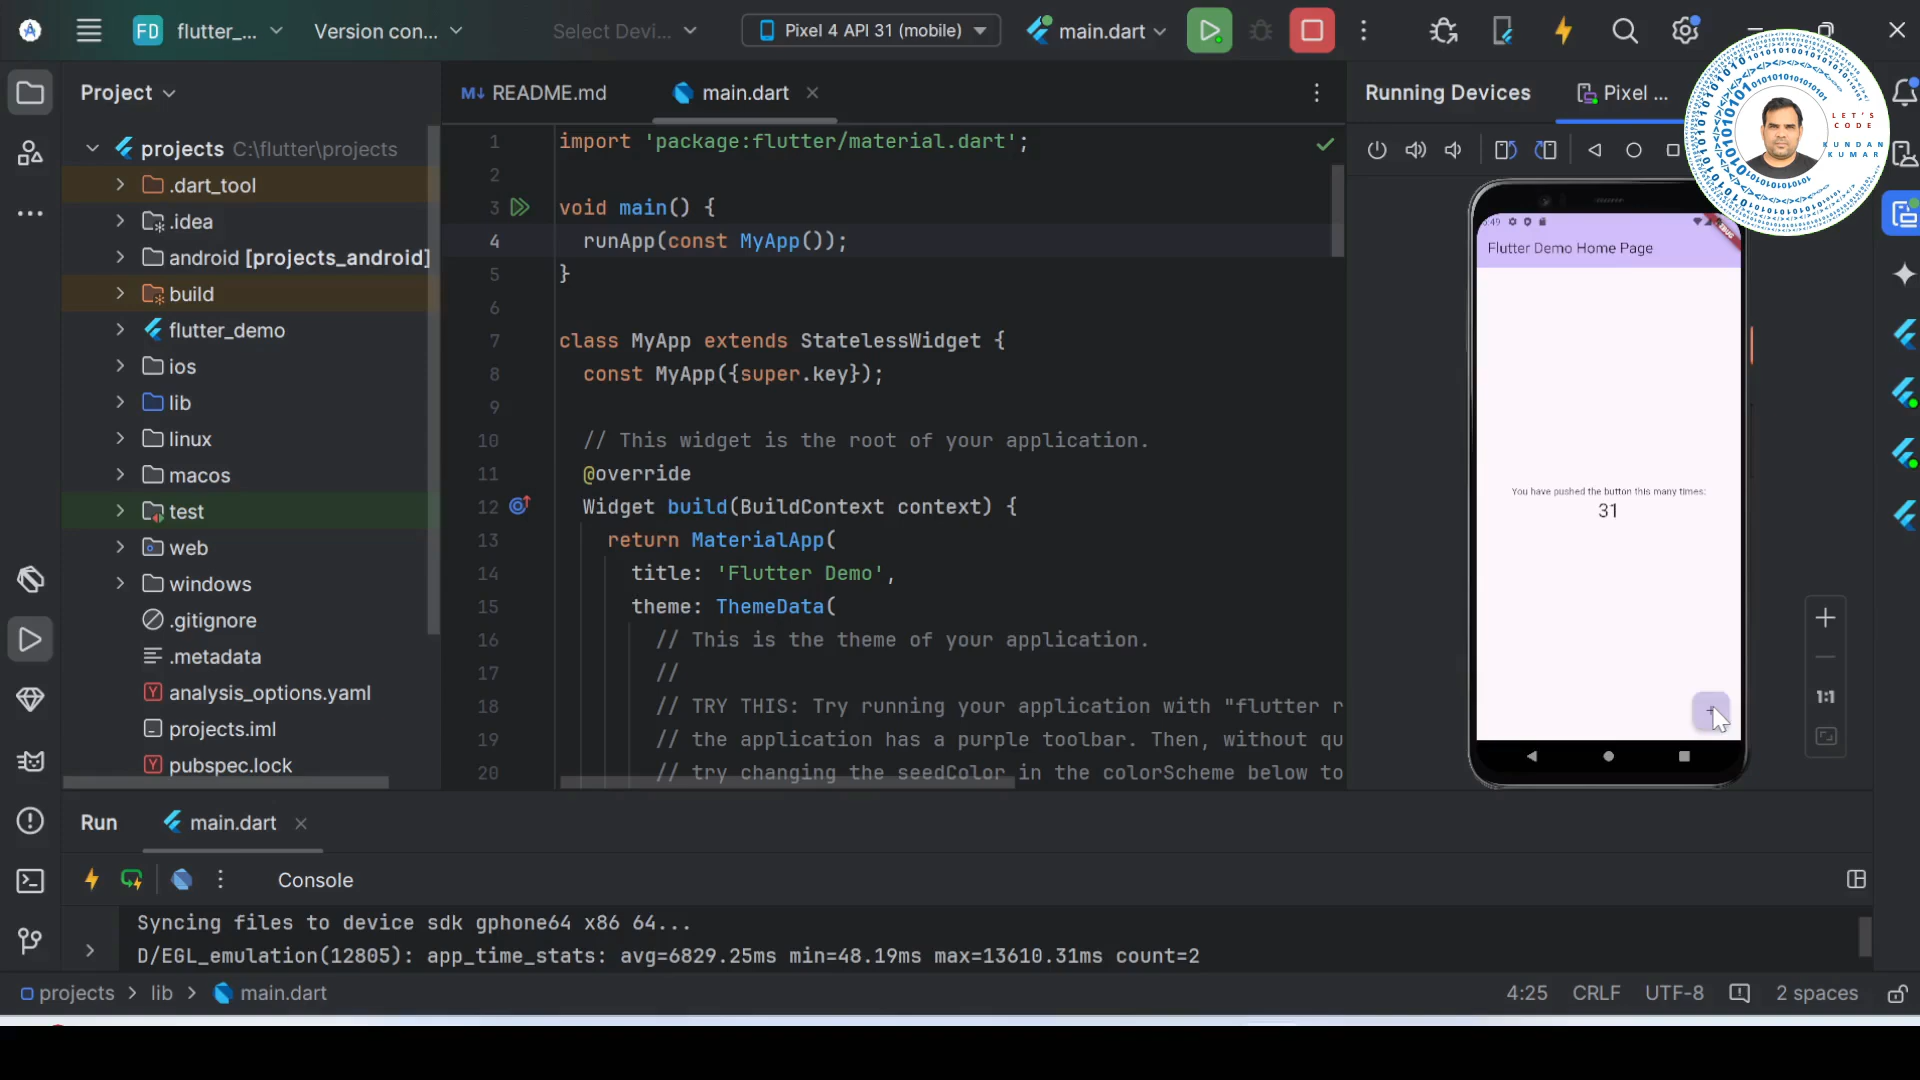 FD flutter_... Version con... Select Devi... Pixel 4 API 31 (mobile) main.dart
Project
projects C:\flutter\projects
.dart_tool
.idea
android [projects_android]
build
flutter_demo
ios
lib
linux
macos
test
web
windows
.gitignore
.metadata
analysis_options.yaml
projects.iml
pubspec.lock
README.md main.dart
1 import 'package:flutter/material.dart';
2
3 void main() {
4 runApp(const MyApp());
5 }
6
7 class MyApp extends StatelessWidget {
8 const MyApp({super.key});
9
10 // This widget is the root of your application.
11 @override
12 Widget build(BuildContext context) {
13 return MaterialApp(
14 title: 'Flutter Demo',
15 theme: ThemeData(
16 // This is the theme of your application.
17 //
18 // TRY THIS: Try running your application with "flutter r
19 // the application has a purple toolbar. Then, without qu
20 // try changing the seedColor in the colorScheme below to
Running Devices Pixel ...
LET'S
CODE
KUNDAN
KUMAR
Flutter Demo Home Page
You have pushed the button this many times:
31
1:1
Run main.dart
Console
Syncing files to device sdk gphone64 x86 64...
D/EGL_emulation(12805): app_time_stats: avg=6829.25ms min=48.19ms max=13610.31ms count=2
projects > lib > main.dart
4:25 CRLF UTF-8 2 spaces